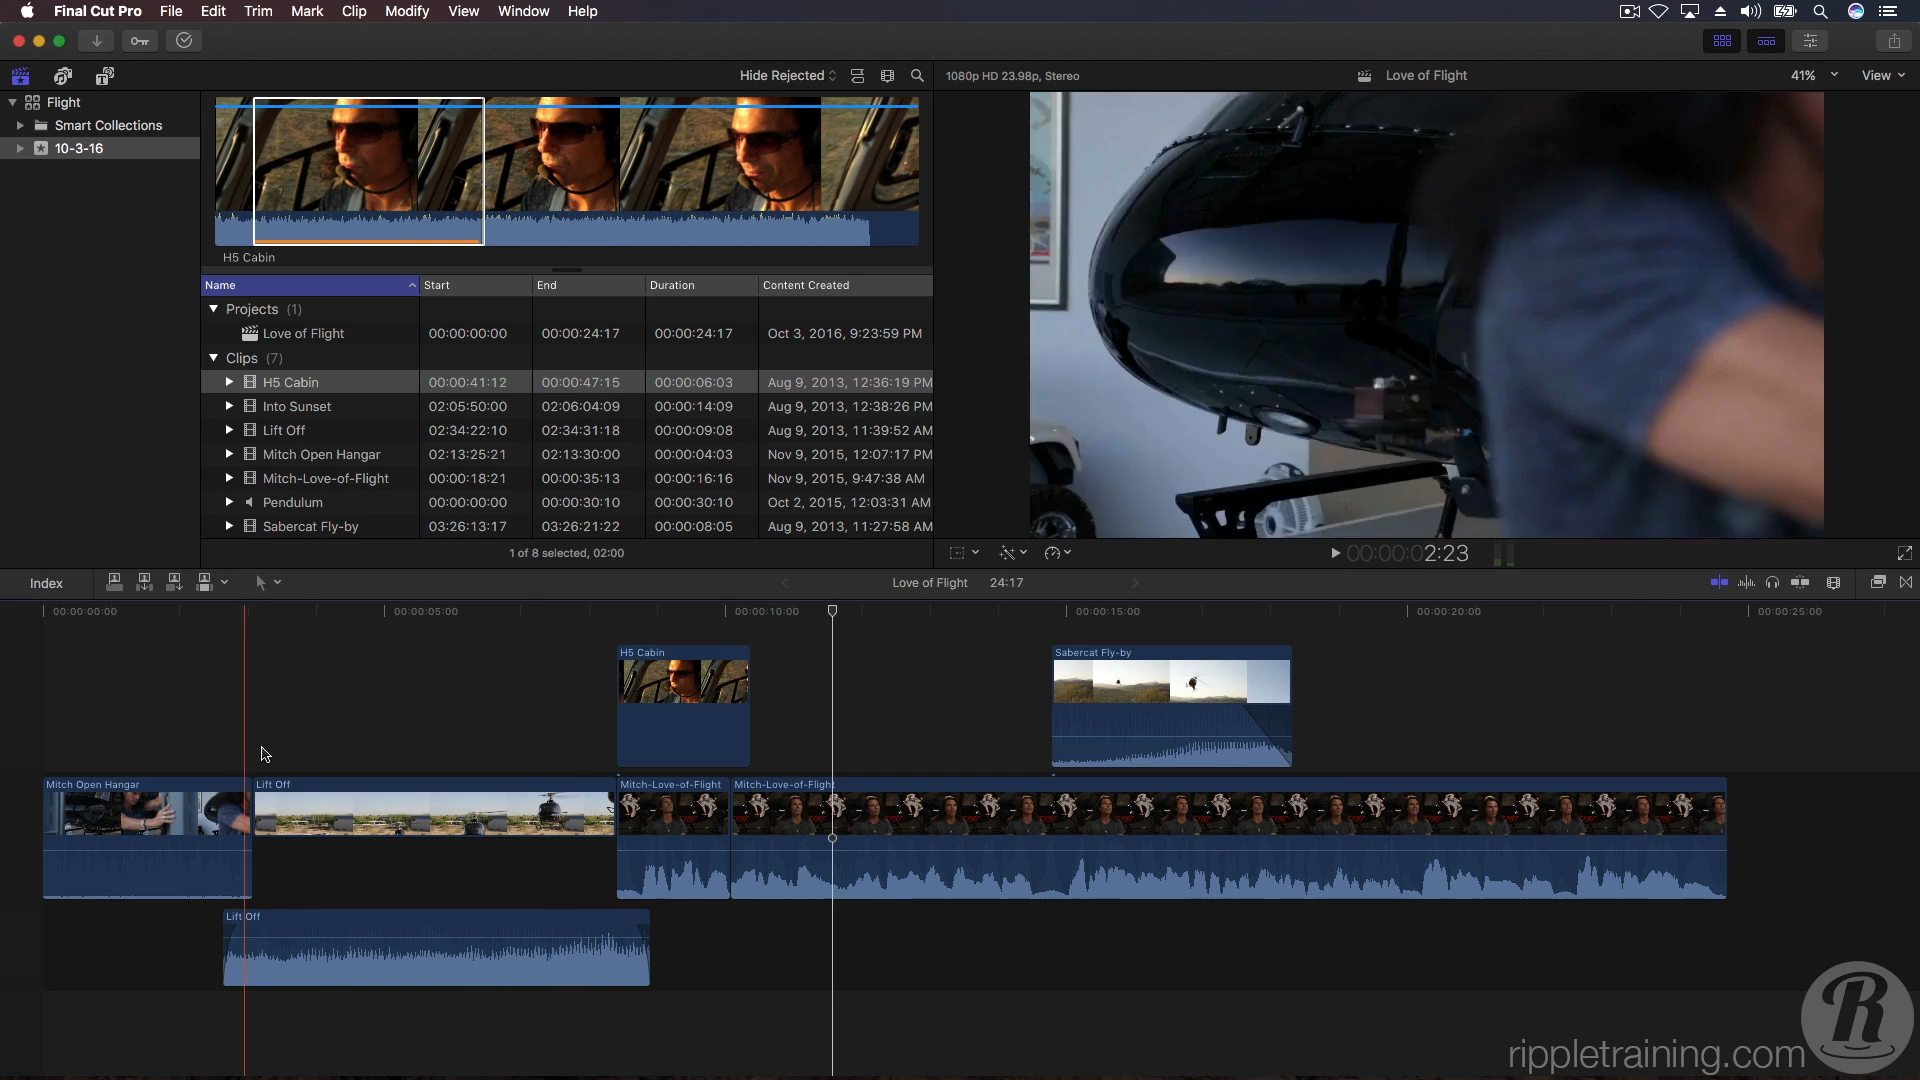 Final Cut Pro File Edit Trim Mark Clip Modify View Window Help
Hide Rejected
1080p HD 23.98p, Stereo
Love of Flight
41%
View
Flight
Smart Collections
10-3-16
H5 Cabin
Name Start End Duration Content Created
Projects (1)
Love of Flight 00:00:00:00 00:00:24:17 00:00:24:17 Oct 3, 2016, 9:23:59 PM
Clips (7)
H5 Cabin 00:00:41:12 00:00:47:15 00:00:06:03 Aug 9, 2013, 12:36:19 PM
Into Sunset 02:05:50:00 02:06:04:09 00:00:14:09 Aug 9, 2013, 12:38:26 PM
Lift Off 02:34:22:10 02:34:31:18 00:00:09:08 Aug 9, 2013, 11:39:52 AM
Mitch Open Hangar 02:13:25:21 02:13:30:00 00:00:04:03 Nov 9, 2015, 12:07:17 PM
Mitch-Love-of-Flight 00:00:18:21 00:00:35:13 00:00:16:16 Nov 9, 2015, 9:47:38 AM
Pendulum 00:00:00:00 00:00:30:10 00:00:30:10 Oct 2, 2015, 12:03:31 AM
Sabercat Fly-by 03:26:13:17 03:26:21:22 00:00:08:05 Aug 9, 2013, 11:27:58 AM
1 of 8 selected, 02:00
00:00:02:23
Index
Love of Flight 24:17
00:00:00:00 00:00:05:00 00:00:10:00 00:00:15:00 00:00:20:00 00:00:25:00
H5 Cabin
Sabercat Fly-by
Mitch Open Hangar
Lift Off
Mitch-Love-of-Flight
Mitch-Love-of-Flight
Lift Off
R
rippletraining.com